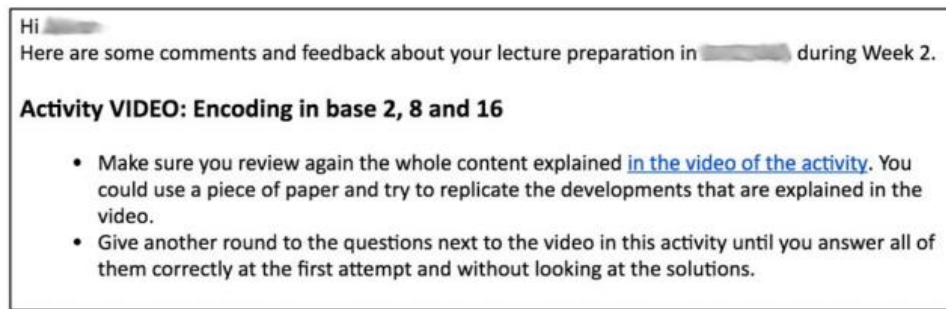 Hi
Here are some comments and feedback about your lecture preparation in during Week 2.
Activity VIDEO: Encoding in base 2, 8 and 16
• Make sure you review again the whole content explained in the video of the activity. You
could use a piece of paper and try to replicate the developments that are explained in the
video.
• Give another round to the questions next to the video in this activity until you answer all of
them correctly at the first attempt and without looking at the solutions.